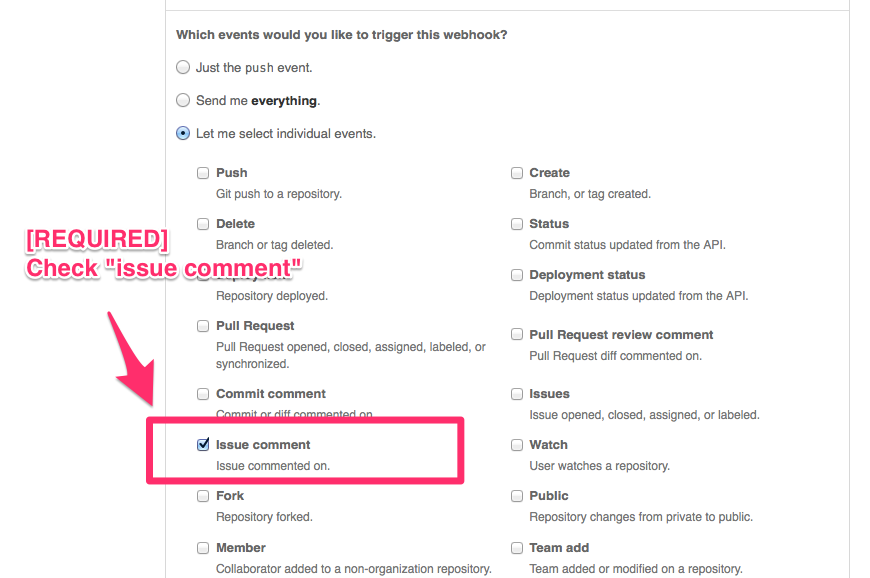 Which events would you like to trigger this webhook?
Just the push event.
Send me everything.
Let me select individual events.
Push
Git push to a repository.
Create
Branch, or tag created.
Delete
Branch or tag deleted.
Status
Commit status updated from the API.
[REQUIRED]
Check "issue comment"
Repository deployed.
Deployment status
Deployment status updated from the API.
Pull Request
Pull Request opened, closed, assigned, labeled, or
synchronized.
Pull Request review comment
Pull Request diff commented on.
Commit comment
Commit or diff commented on.
Issues
Issue opened, closed, assigned, or labeled.
Issue comment
Issue commented on.
Watch
User watches a repository.
Fork
Repository forked.
Public
Repository changes from private to public.
Member
Collaborator added to a non-organization repository.
Team add
Team added or modified on a repository.